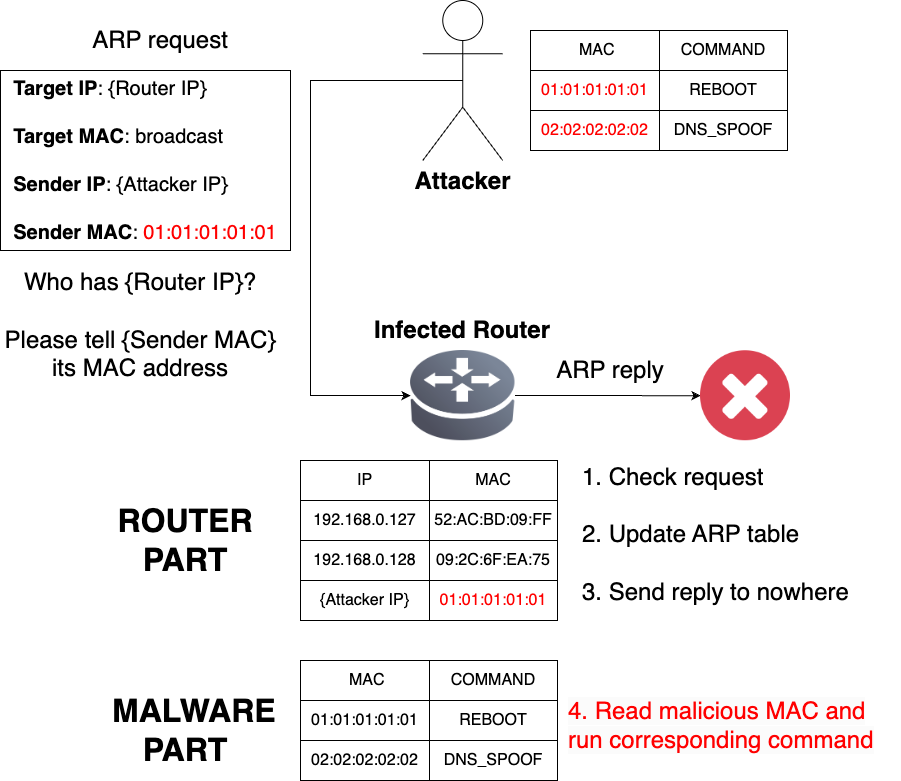 ARP request
Target IP: {Router IP}
Target MAC: broadcast
Sender IP: {Attacker IP}
Sender MAC: 01:01:01:01:01
Who has {Router IP}?
Please tell {Sender MAC}
its MAC address
Attacker
MAC COMMAND
01:01:01:01:01 REBOOT
02:02:02:02:02 DNS_SPOOF
Infected Router
ARP reply
ROUTER
PART
IP MAC
192.168.0.127 52:AC:BD:09:FF
192.168.0.128 09:2C:6F:EA:75
{Attacker IP} 01:01:01:01:01
1. Check request
2. Update ARP table
3. Send reply to nowhere
MALWARE
PART
MAC COMMAND
01:01:01:01:01 REBOOT
02:02:02:02:02 DNS_SPOOF
4. Read malicious MAC and
run corresponding command